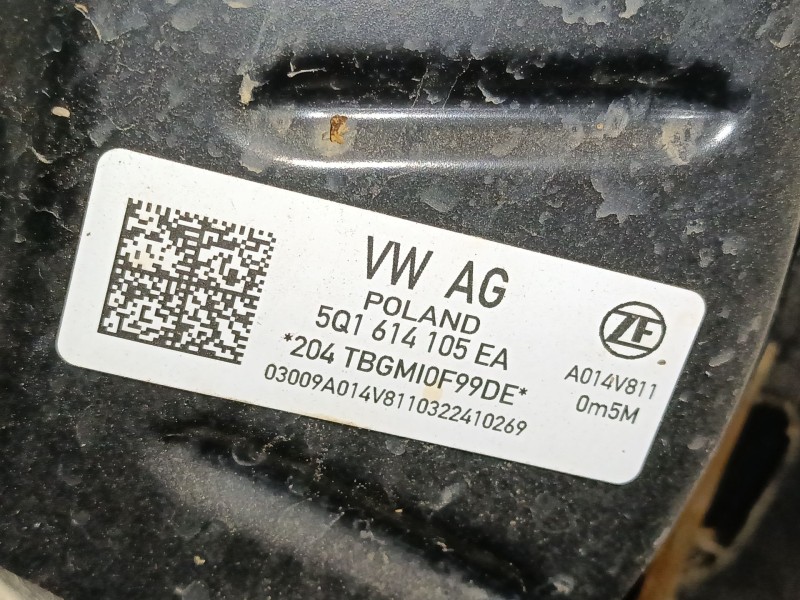 VW AG
POLAND
5Q1 614 105 EA
*204 TBGMI0F99DE*
03009A014V8110322410269
ZF
A014V811
0m5M